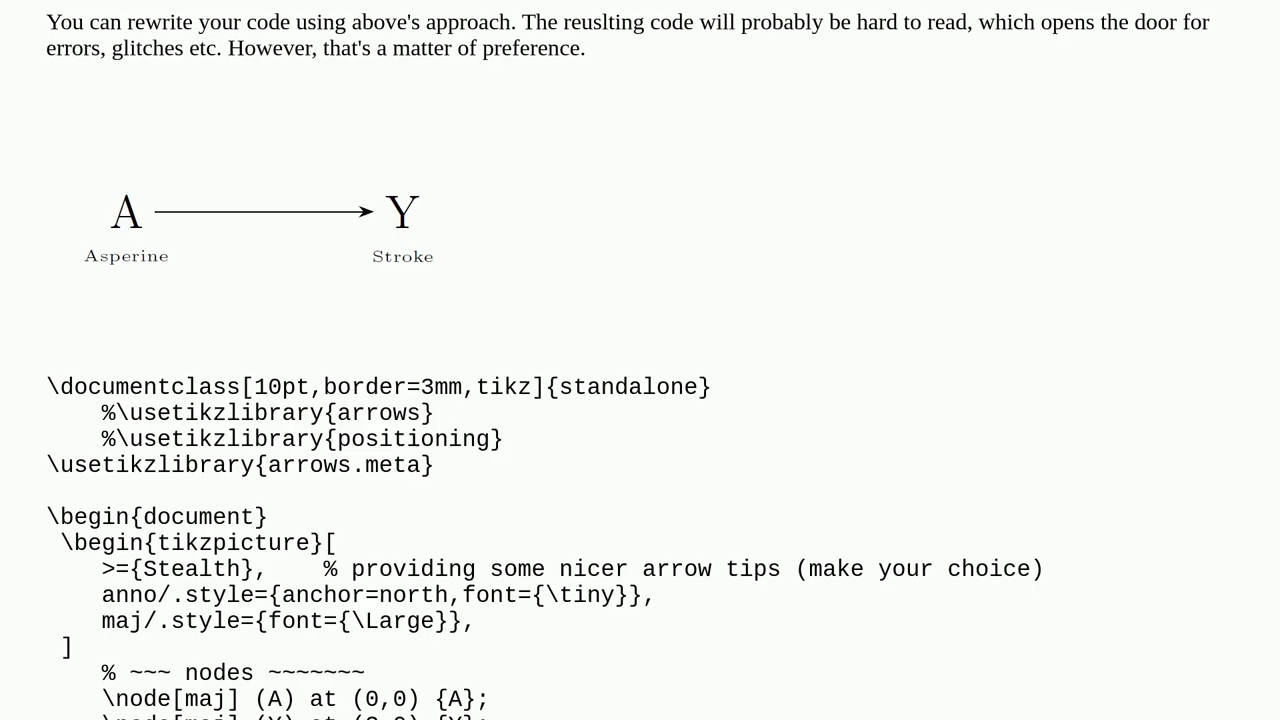 You can rewrite your code using above's approach. The reuslting code will probably be hard to read, which opens the door for
errors, glitches etc. However, that's a matter of preference.
A Y
Asperine Stroke
\documentclass[10pt,border=3mm,tikz]{standalone}
    %\usetikzlibrary{arrows}
    %\usetikzlibrary{positioning}
\usetikzlibrary{arrows.meta}
\begin{document}
 \begin{tikzpicture}[
    >={Stealth},    % providing some nicer arrow tips (make your choice)
    anno/.style={anchor=north,font={\tiny}},
    maj/.style={font={\Large}},
 ]
    % ~~~ nodes ~~~~~~~
    \node[maj] (A) at (0,0) {A};